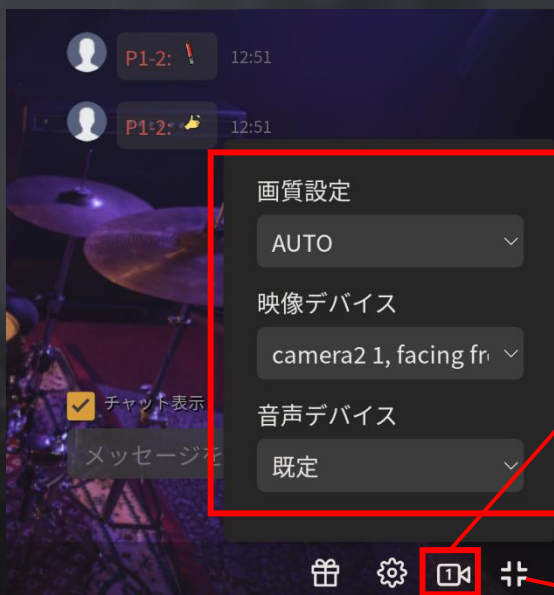 P1-2: 12:51
P1-2: 👍 12:51
画質設定
AUTO
映像デバイス
camera2 1, facing fr
音声デバイス
チャット表示
メッセージを
既定
1